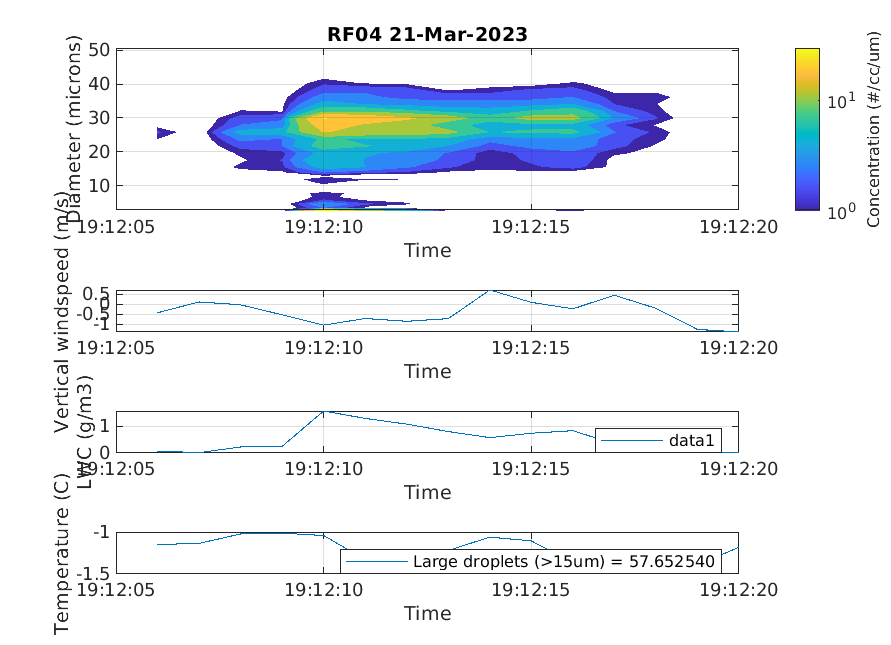 RF04 21-Mar-2023
Diameter (microns)
50
40
30
20
10
19:12:05 19:12:10 19:12:15 19:12:20
Time
Concentration (#/cc/um)
10^1
10^0
Vertical windspeed (m/s)
0.5
0
-0.5
-1
19:12:05 19:12:10 19:12:15 19:12:20
Time
LWC (g/m3)
1
0
data1
19:12:05 19:12:10 19:12:15 19:12:20
Time
Temperature (C)
-1
-1.5
Large droplets (>15um) = 57.652540
19:12:05 19:12:10 19:12:15 19:12:20
Time